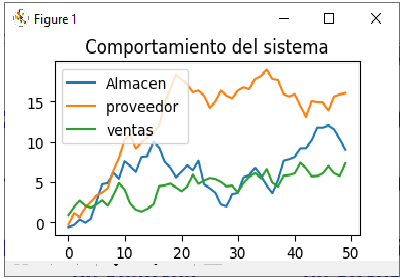 Figure 1
Comportamiento del sistema
Almacen
proveedor
ventas
15
10
5
0
0 10 20 30 40 50